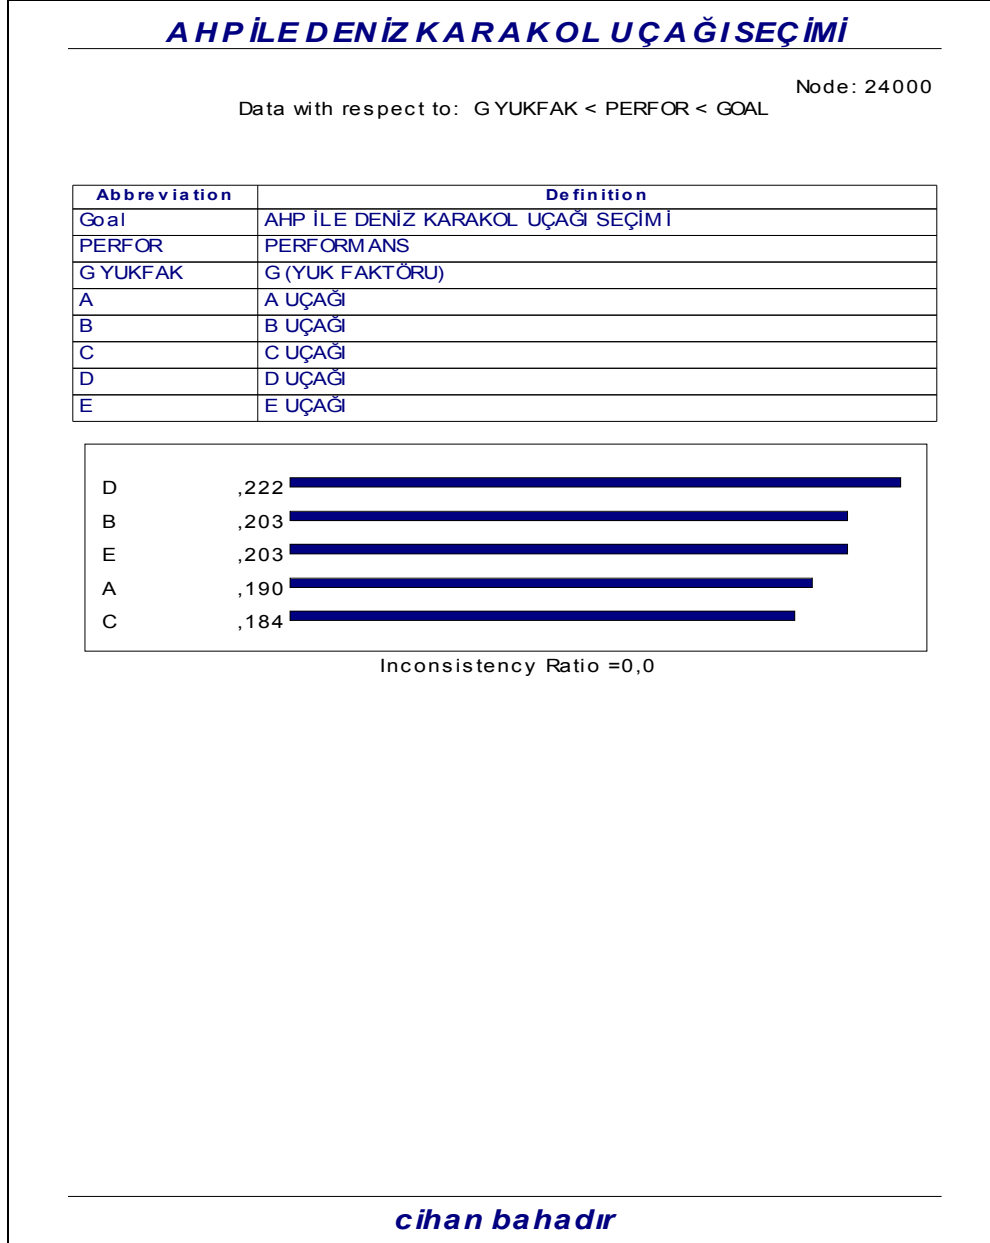 AHP İLE DENİZ KARAKOL UÇAĞI SEÇİMİ
Node: 24000
Data with respect to: G YUKFAK < PERFOR < GOAL
Abbreviation Definition
Goal AHP İLE DENİZ KARAKOL UÇAĞI SEÇİMİ
PERFOR PERFORMANS
G YUKFAK G (YUK FAKTÖRU)
A A UÇAĞI
B B UÇAĞI
C C UÇAĞI
D D UÇAĞI
E E UÇAĞI
D ,222
B ,203
E ,203
A ,190
C ,184
Inconsistency Ratio =0,0
cihan bahadır